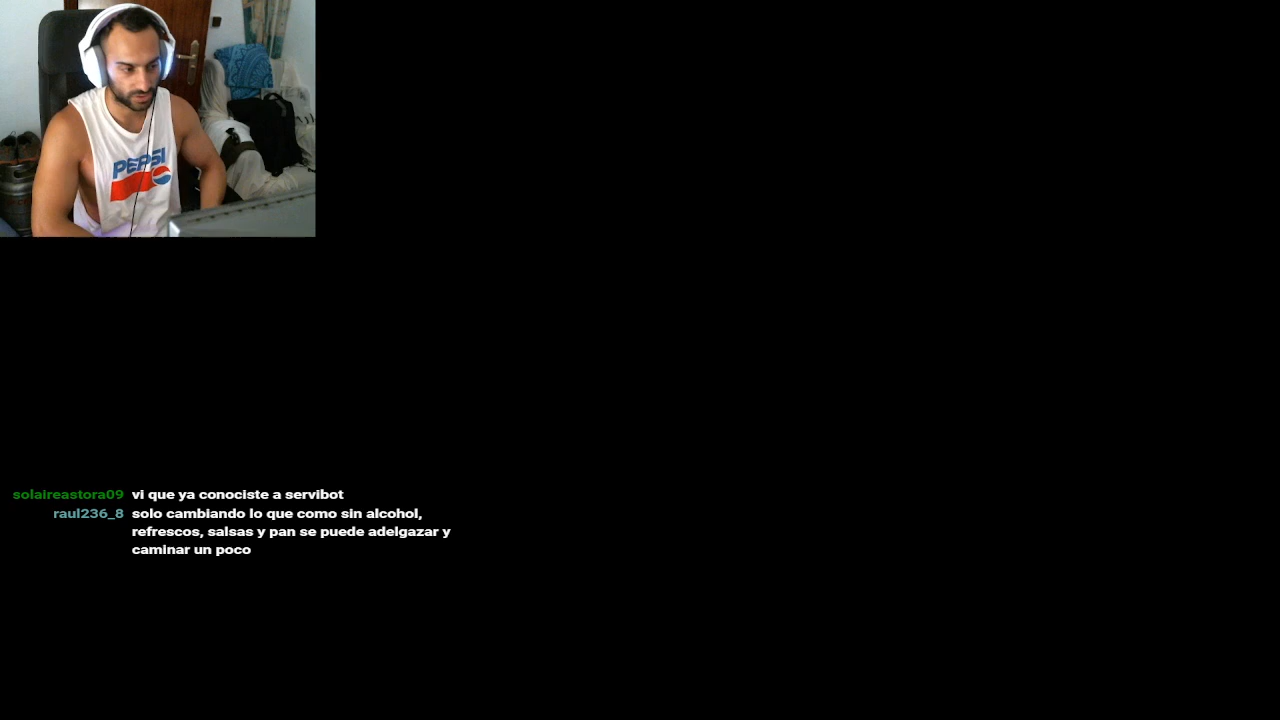 PEPSI
solaireastora09 vi que ya conociste a servibot
raul236_8 solo cambiando lo que como sin alcohol,
refrescos, salsas y pan se puede adelgazar y
caminar un poco